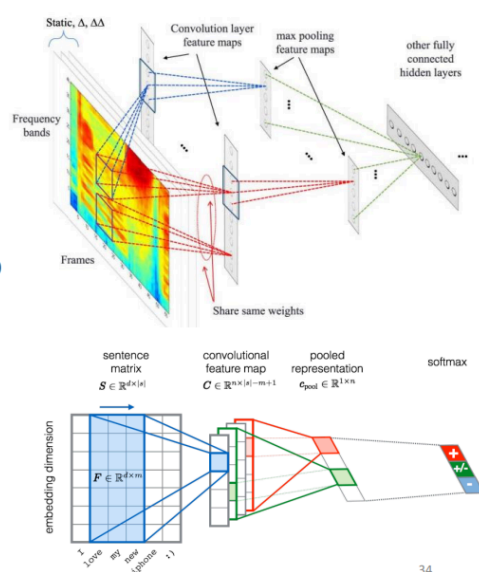 Static, Δ, ΔΔ
Convolution layer
feature maps
max pooling
feature maps
other fully
connected
hidden layers
Frequency
bands
...
...
...
...
...
...
Frames
Share same weights
sentence
matrix
S ∈ ℝ^{d×|s|}
convolutional
feature map
C ∈ ℝ^{n×|s|−m+1}
pooled
representation
c_{pool} ∈ ℝ^{1×n}
softmax
embedding dimension
F ∈ ℝ^{d×m}
+
+/-
-
I
love
my
new
iphone
:)
34